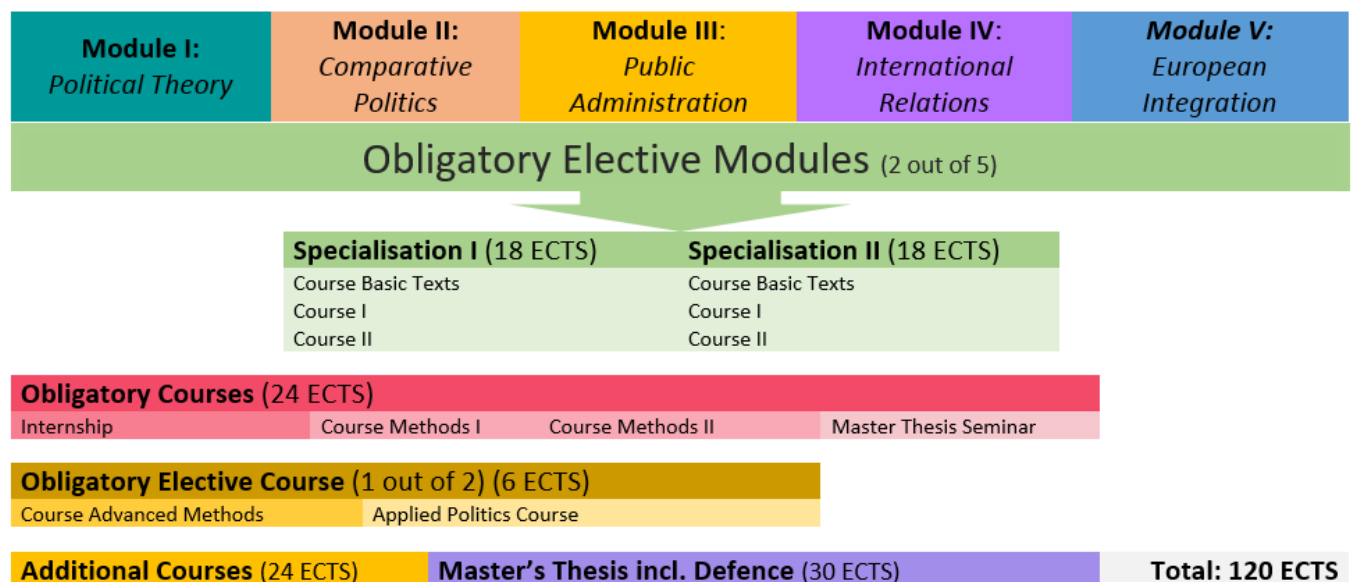 Module I:
Political Theory
Module II:
Comparative
Politics
Module III:
Public
Administration
Module IV:
International
Relations
Module V:
European
Integration
Obligatory Elective Modules (2 out of 5)
Specialisation I (18 ECTS)
Course Basic Texts
Course I
Course II
Specialisation II (18 ECTS)
Course Basic Texts
Course I
Course II
Obligatory Courses (24 ECTS)
Internship
Course Methods I
Course Methods II
Master Thesis Seminar
Obligatory Elective Course (1 out of 2) (6 ECTS)
Course Advanced Methods
Applied Politics Course
Additional Courses (24 ECTS)
Master's Thesis incl. Defence (30 ECTS)
Total: 120 ECTS